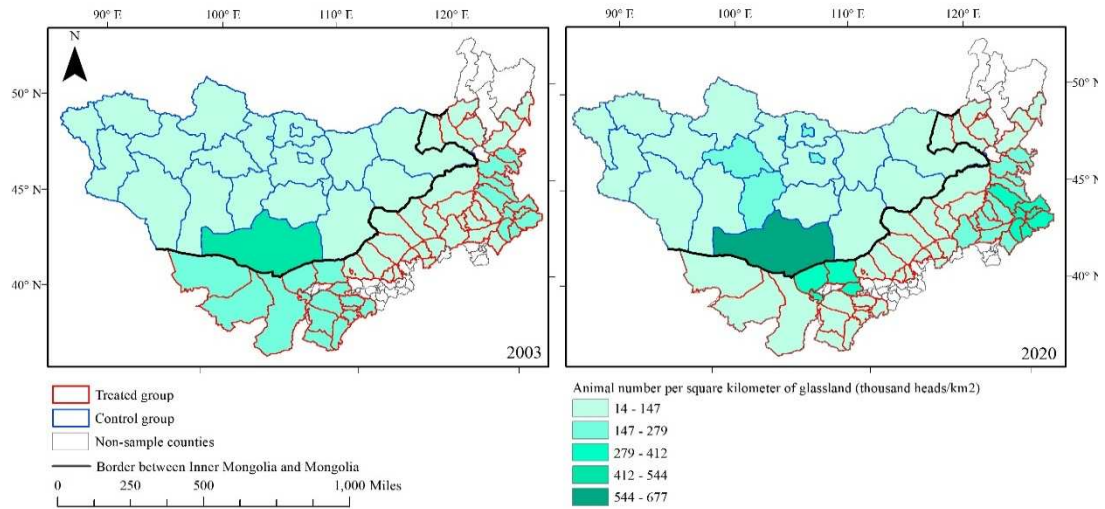 90° E 100° E 110° E 120° E
90° E 100° E 110° E 120° E
N
50° N
45° N
40° N
2003
50° N
45° N
40° N
2020
Treated group
Control group
Non-sample counties
Border between Inner Mongolia and Mongolia
0 250 500 1,000 Miles
Animal number per square kilometer of glassland (thousand heads/km2)
14 - 147
147 - 279
279 - 412
412 - 544
544 - 677